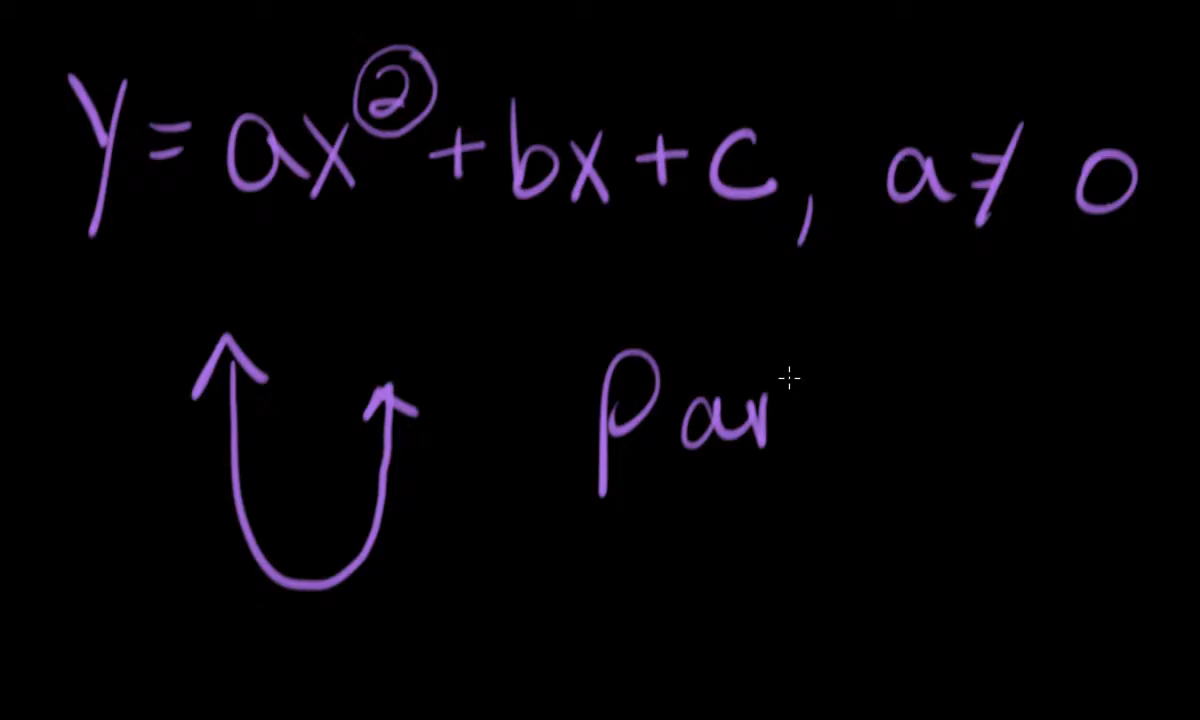 y = ax² + bx + c, a ≠ 0
Par